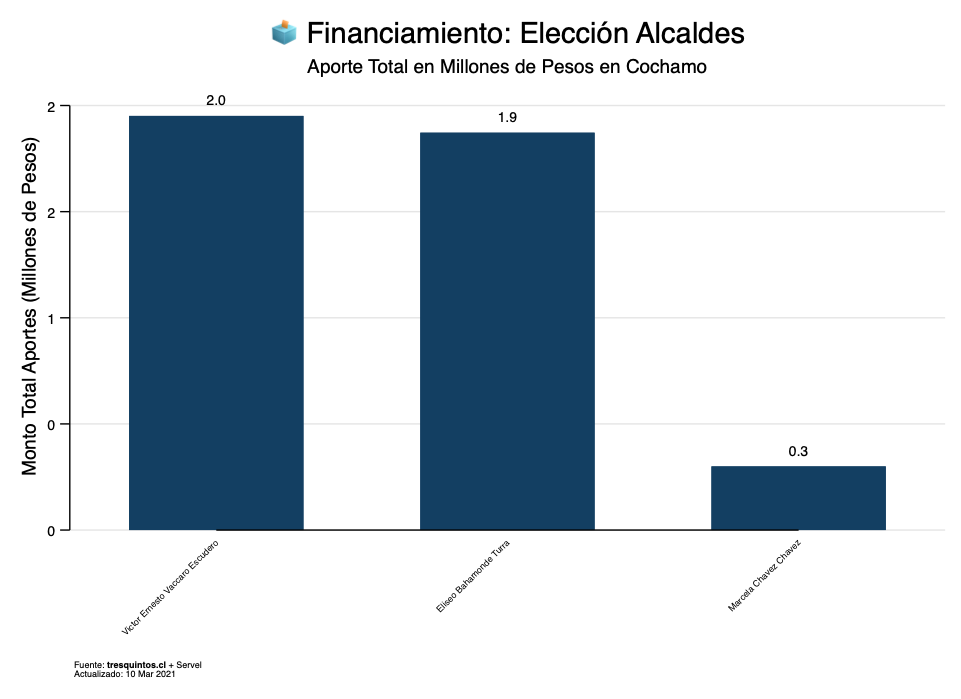 Financiamiento: Elección Alcaldes
Aporte Total en Millones de Pesos en Cochamo
Monto Total Aportes (Millones de Pesos)
2
2
1
0
0
2.0
1.9
0.3
Victor Ernesto Vaccaro Escudero
Eliseo Bahamonde Turra
Marcela Chavez Chavez
Fuente: tresquintos.cl + Servel
Actualizado: 10 Mar 2021